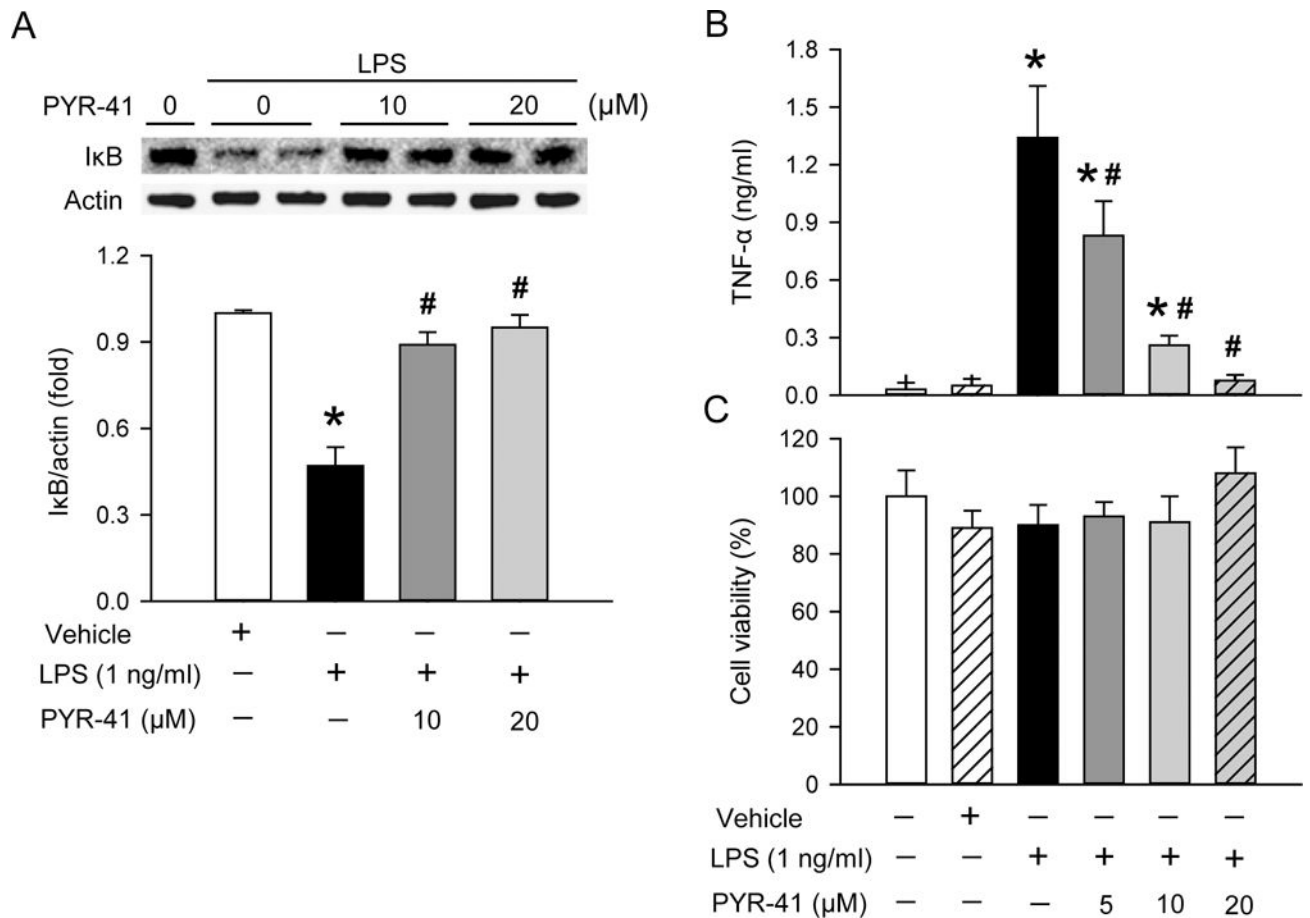 A
LPS
PYR-41 0 0 10 20 (µM)
IκB
Actin
1.2
0.9
0.6
0.3
0.0
IκB/actin (fold)
*
#
#
Vehicle + − − −
LPS (1 ng/ml) − + + +
PYR-41 (µM) − − 10 20
B
1.8
1.5
1.2
0.9
0.6
0.3
0.0
TNF-α (ng/ml)
*
* #
* #
#
C
120
100
80
60
40
20
0
Cell viability (%)
Vehicle − + − − − −
LPS (1 ng/ml) − − + + + +
PYR-41 (µM) − − − 5 10 20